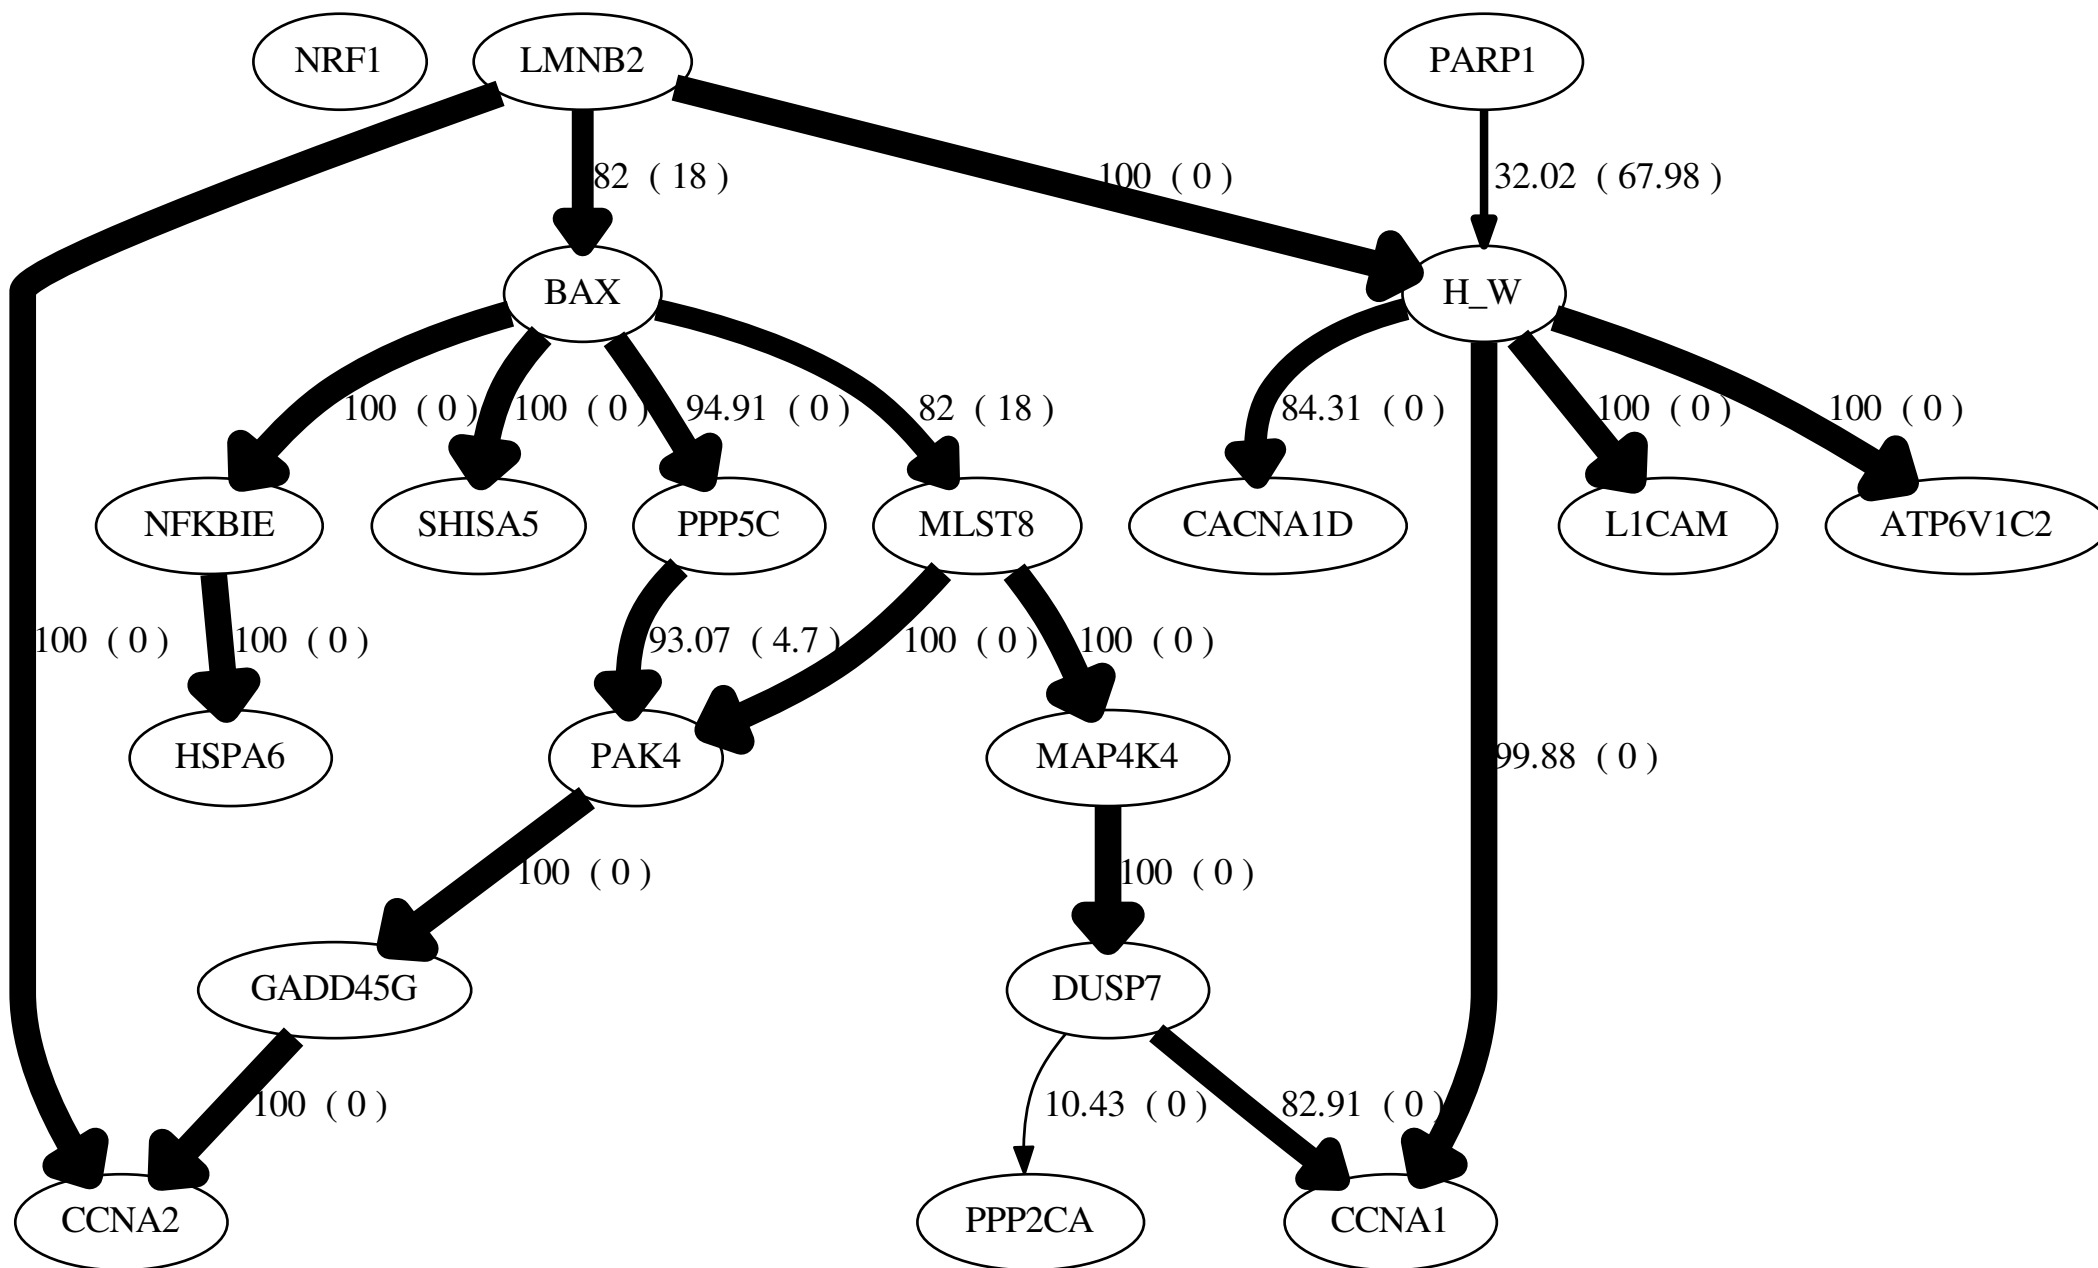 NRF1 LMNB2 PARP1
82 ( 18 ) 100 ( 0 ) 32.02 ( 67.98 )
BAX H_W
100 ( 0 ) 100 ( 0 ) 94.91 ( 0 ) 82 ( 18 ) 84.31 ( 0 ) 100 ( 0 ) 100 ( 0 )
NFKBIE SHISA5 PPP5C MLST8 CACNA1D L1CAM ATP6V1C2
100 ( 0 ) 100 ( 0 ) 93.07 ( 4.7 ) 100 ( 0 ) 100 ( 0 )
HSPA6 PAK4 MAP4K4 99.88 ( 0 )
100 ( 0 ) 100 ( 0 )
GADD45G DUSP7
100 ( 0 ) 10.43 ( 0 ) 82.91 ( 0 )
CCNA2 PPP2CA CCNA1